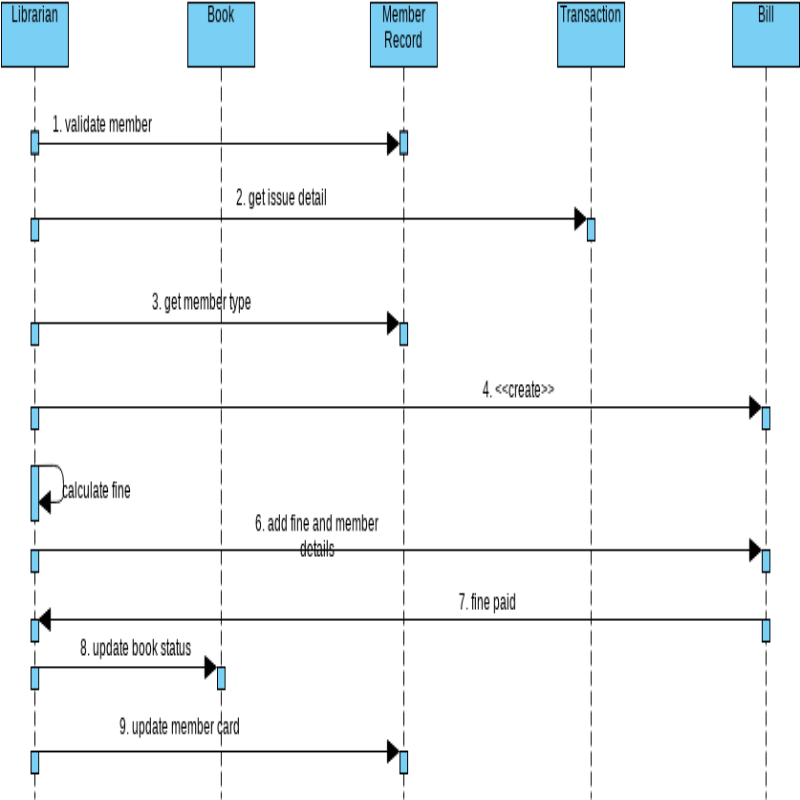 Librarian
Book
Member
Record
Transaction
Bill
1. validate member
2. get issue detail
3. get member type
4. <<create>>
calculate fine
6. add fine and member
details
7. fine paid
8. update book status
9. update member card